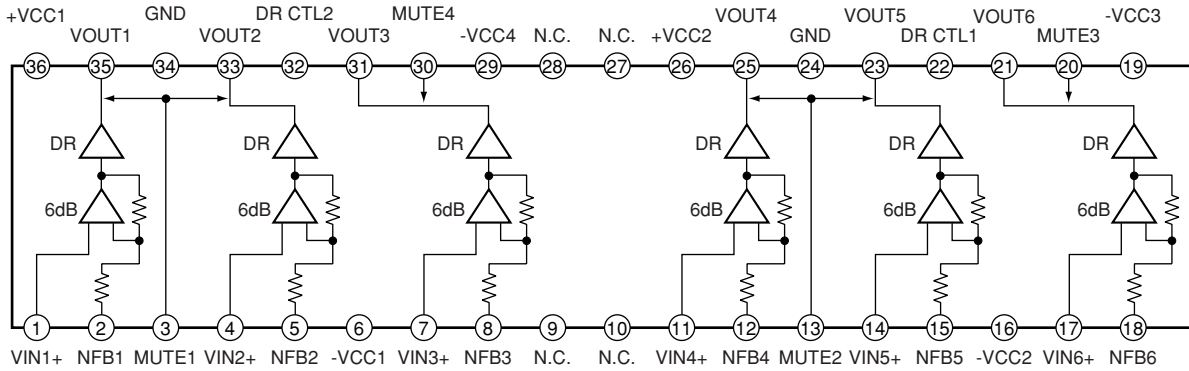 +VCC1 GND DR CTL2 MUTE4 VOUT4 VOUT5 VOUT6 -VCC3
VOUT1 VOUT2 VOUT3 -VCC4 N.C. N.C. +VCC2 GND DR CTL1 MUTE3
36 35 34 33 32 31 30 29 28 27 26 25 24 23 22 21 20 19
DR DR DR DR DR DR
6dB 6dB 6dB 6dB 6dB
1 2 3 4 5 6 7 8 9 10 11 12 13 14 15 16 17 18
VIN1+ NFB1 MUTE1 VIN2+ NFB2 -VCC1 VIN3+ NFB3 N.C. N.C. VIN4+ NFB4 MUTE2 VIN5+ NFB5 -VCC2 VIN6+ NFB6